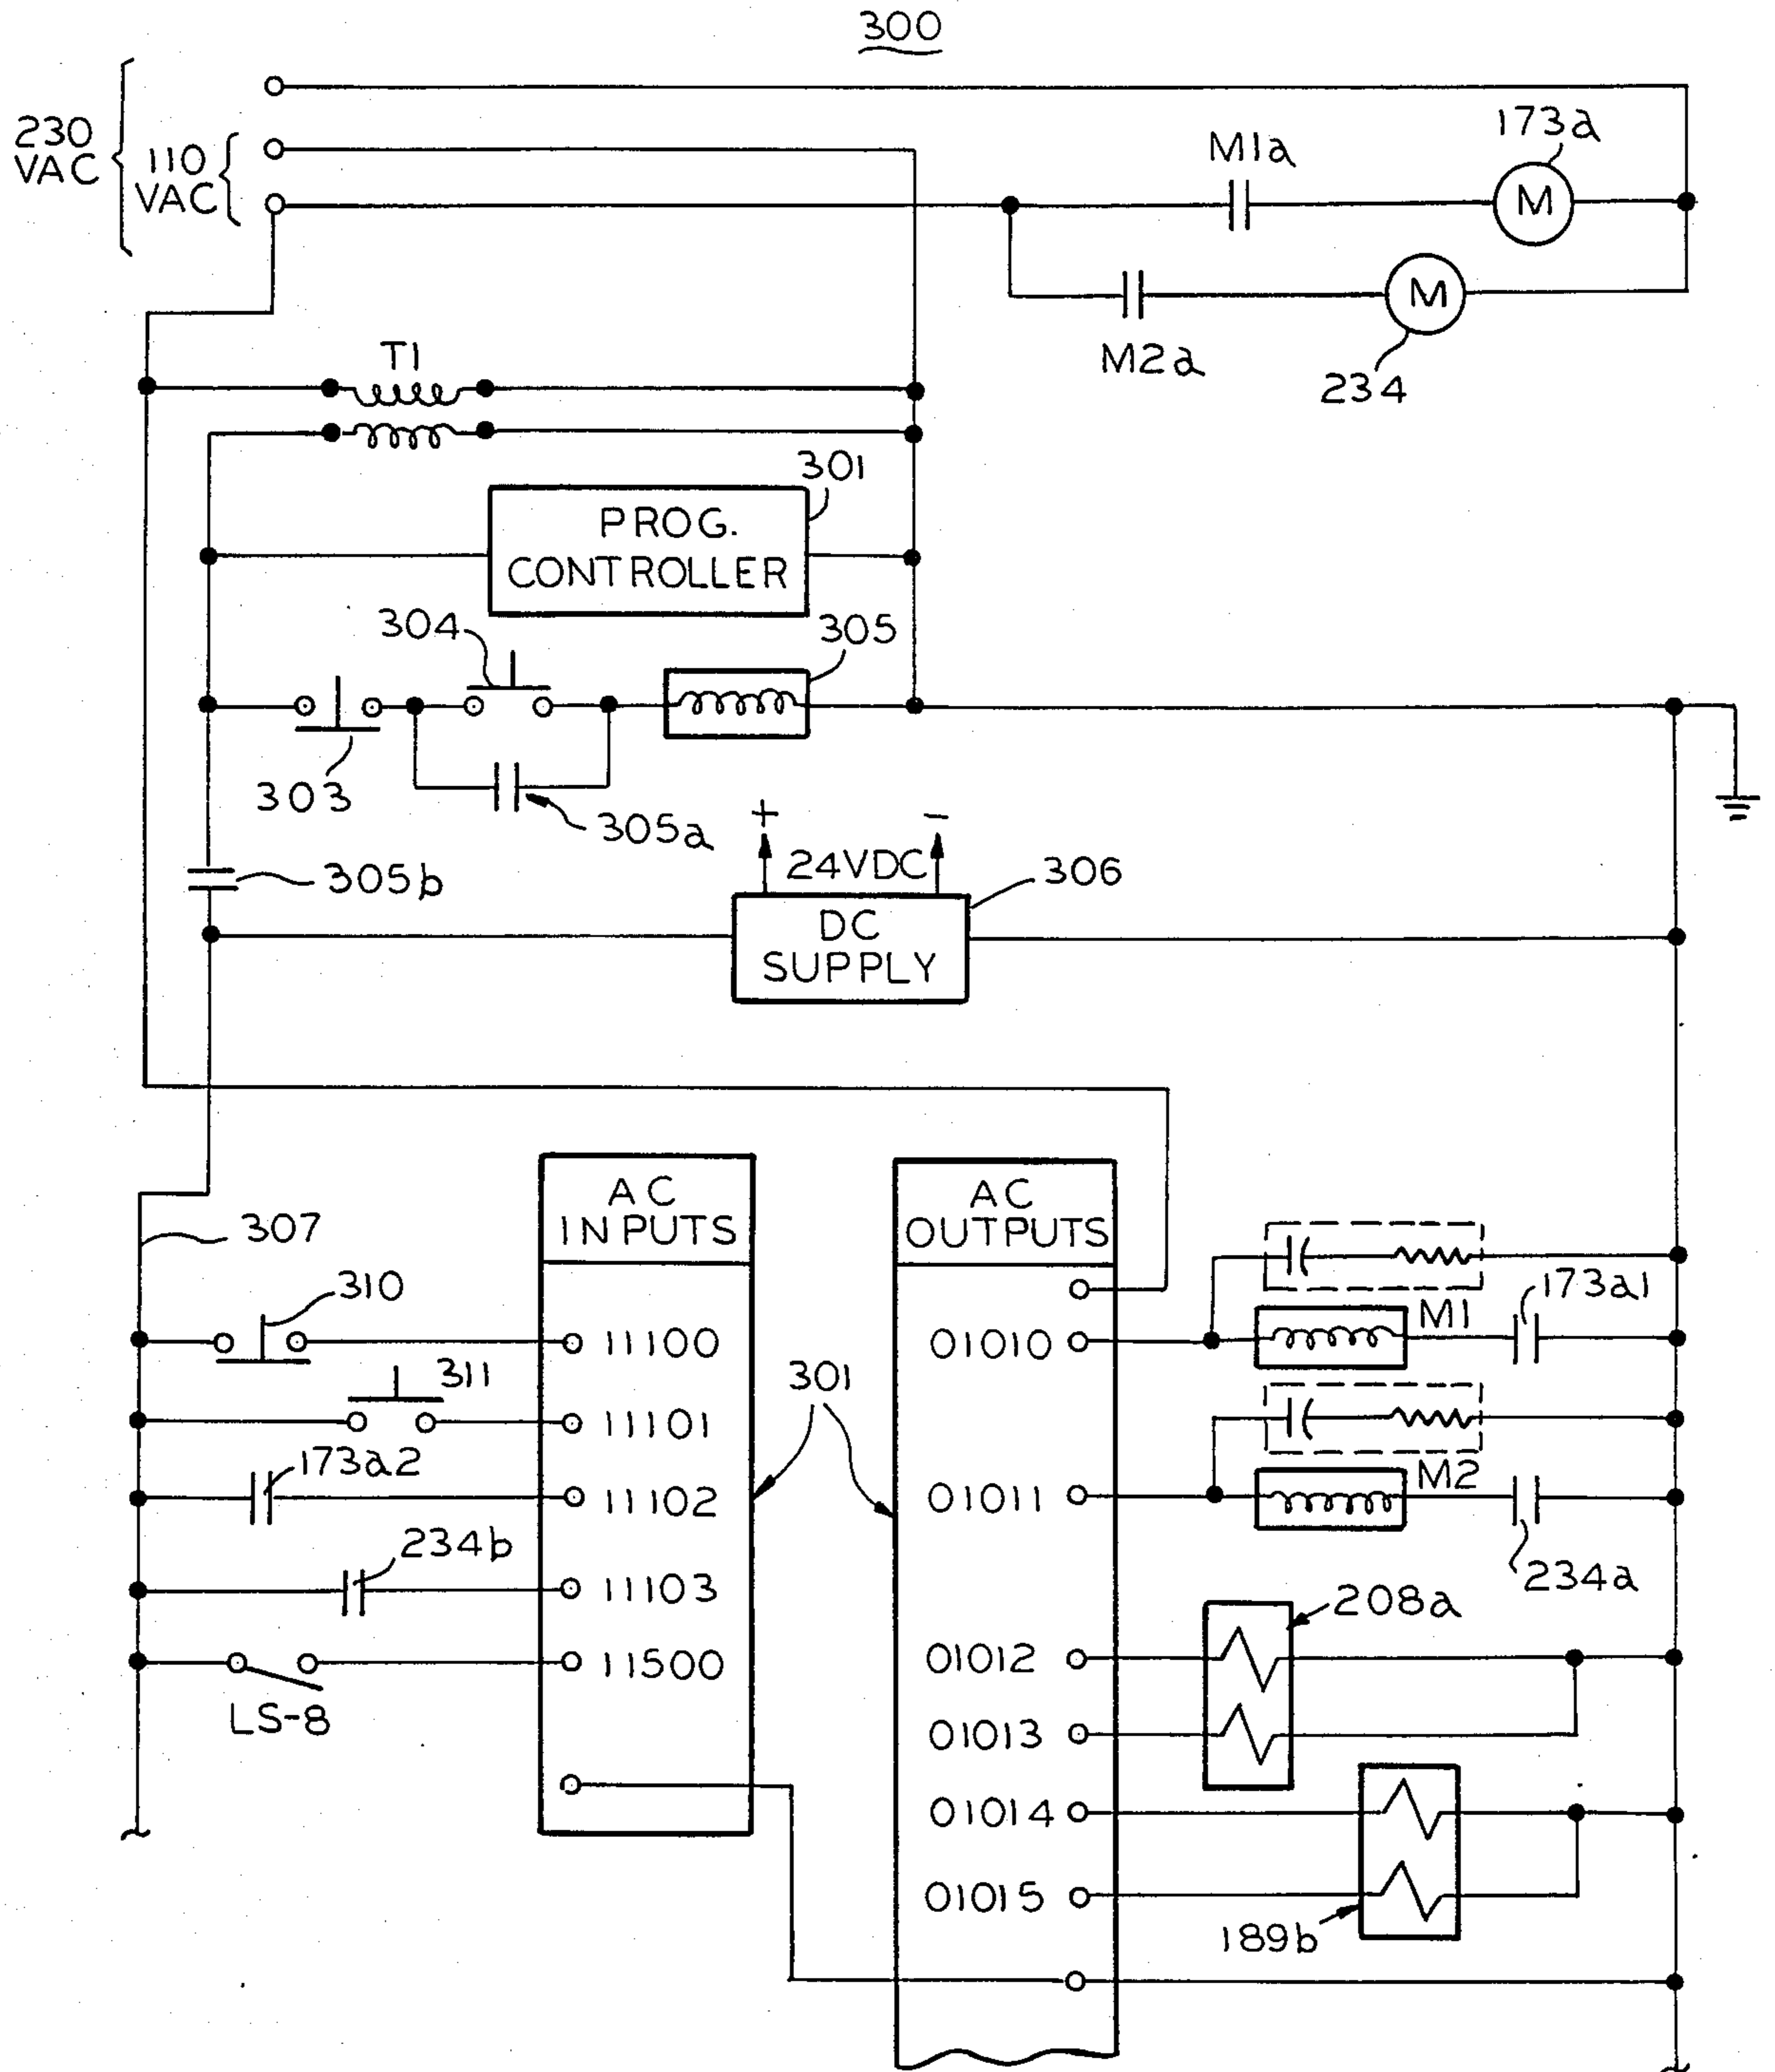 300
230
VAC
110
VAC
M1a
173a
M
M
M2a
234
T1
301
PROG.
CONTROLLER
304
305
303
305a
+
-
24VDC
305b
306
DC
SUPPLY
307
AC
INPUTS
AC
OUTPUTS
310
11100
311
11101
173a2
11102
234b
11103
11500
LS-8
301
01010
M1
173a1
01011
M2
234a
208a
01012
01013
01014
01015
189b